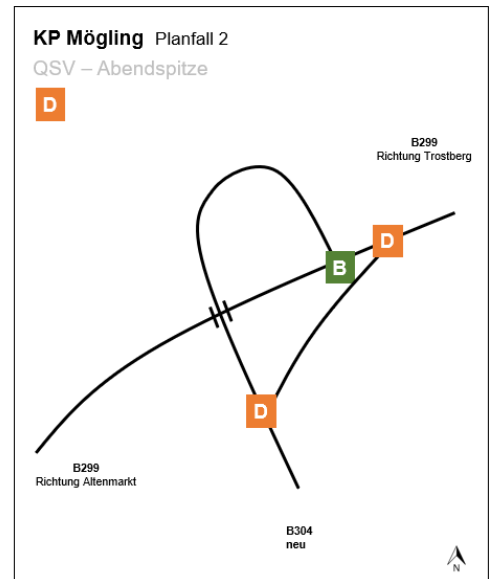 KP Mögling Planfall 2
QSV – Abendspitze
D
B299
Richtung Trostberg
D
B
D
B299
Richtung Altenmarkt
B304
neu
N